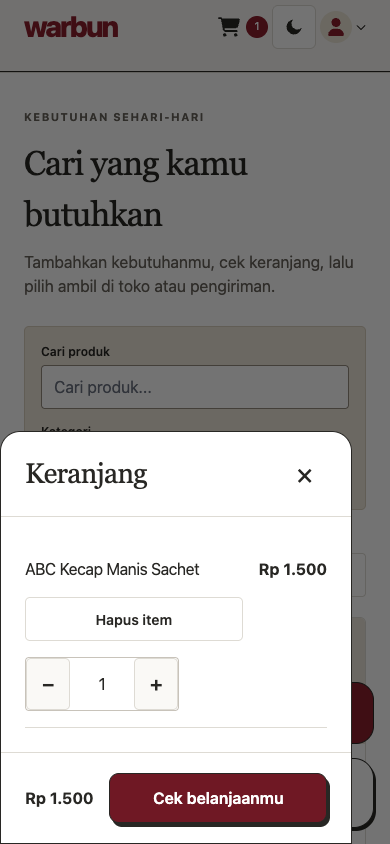 warbun
1
KEBUTUHAN SEHARI-HARI
Cari yang kamu
butuhkan
Tambahkan kebutuhanmu, cek keranjang, lalu
pilih ambil di toko atau pengiriman.
Cari produk
Cari produk...
Kategori
Keranjang
ABC Kecap Manis Sachet
Rp 1.500
Hapus item
− 1 +
Rp 1.500
Cek belanjaanmu